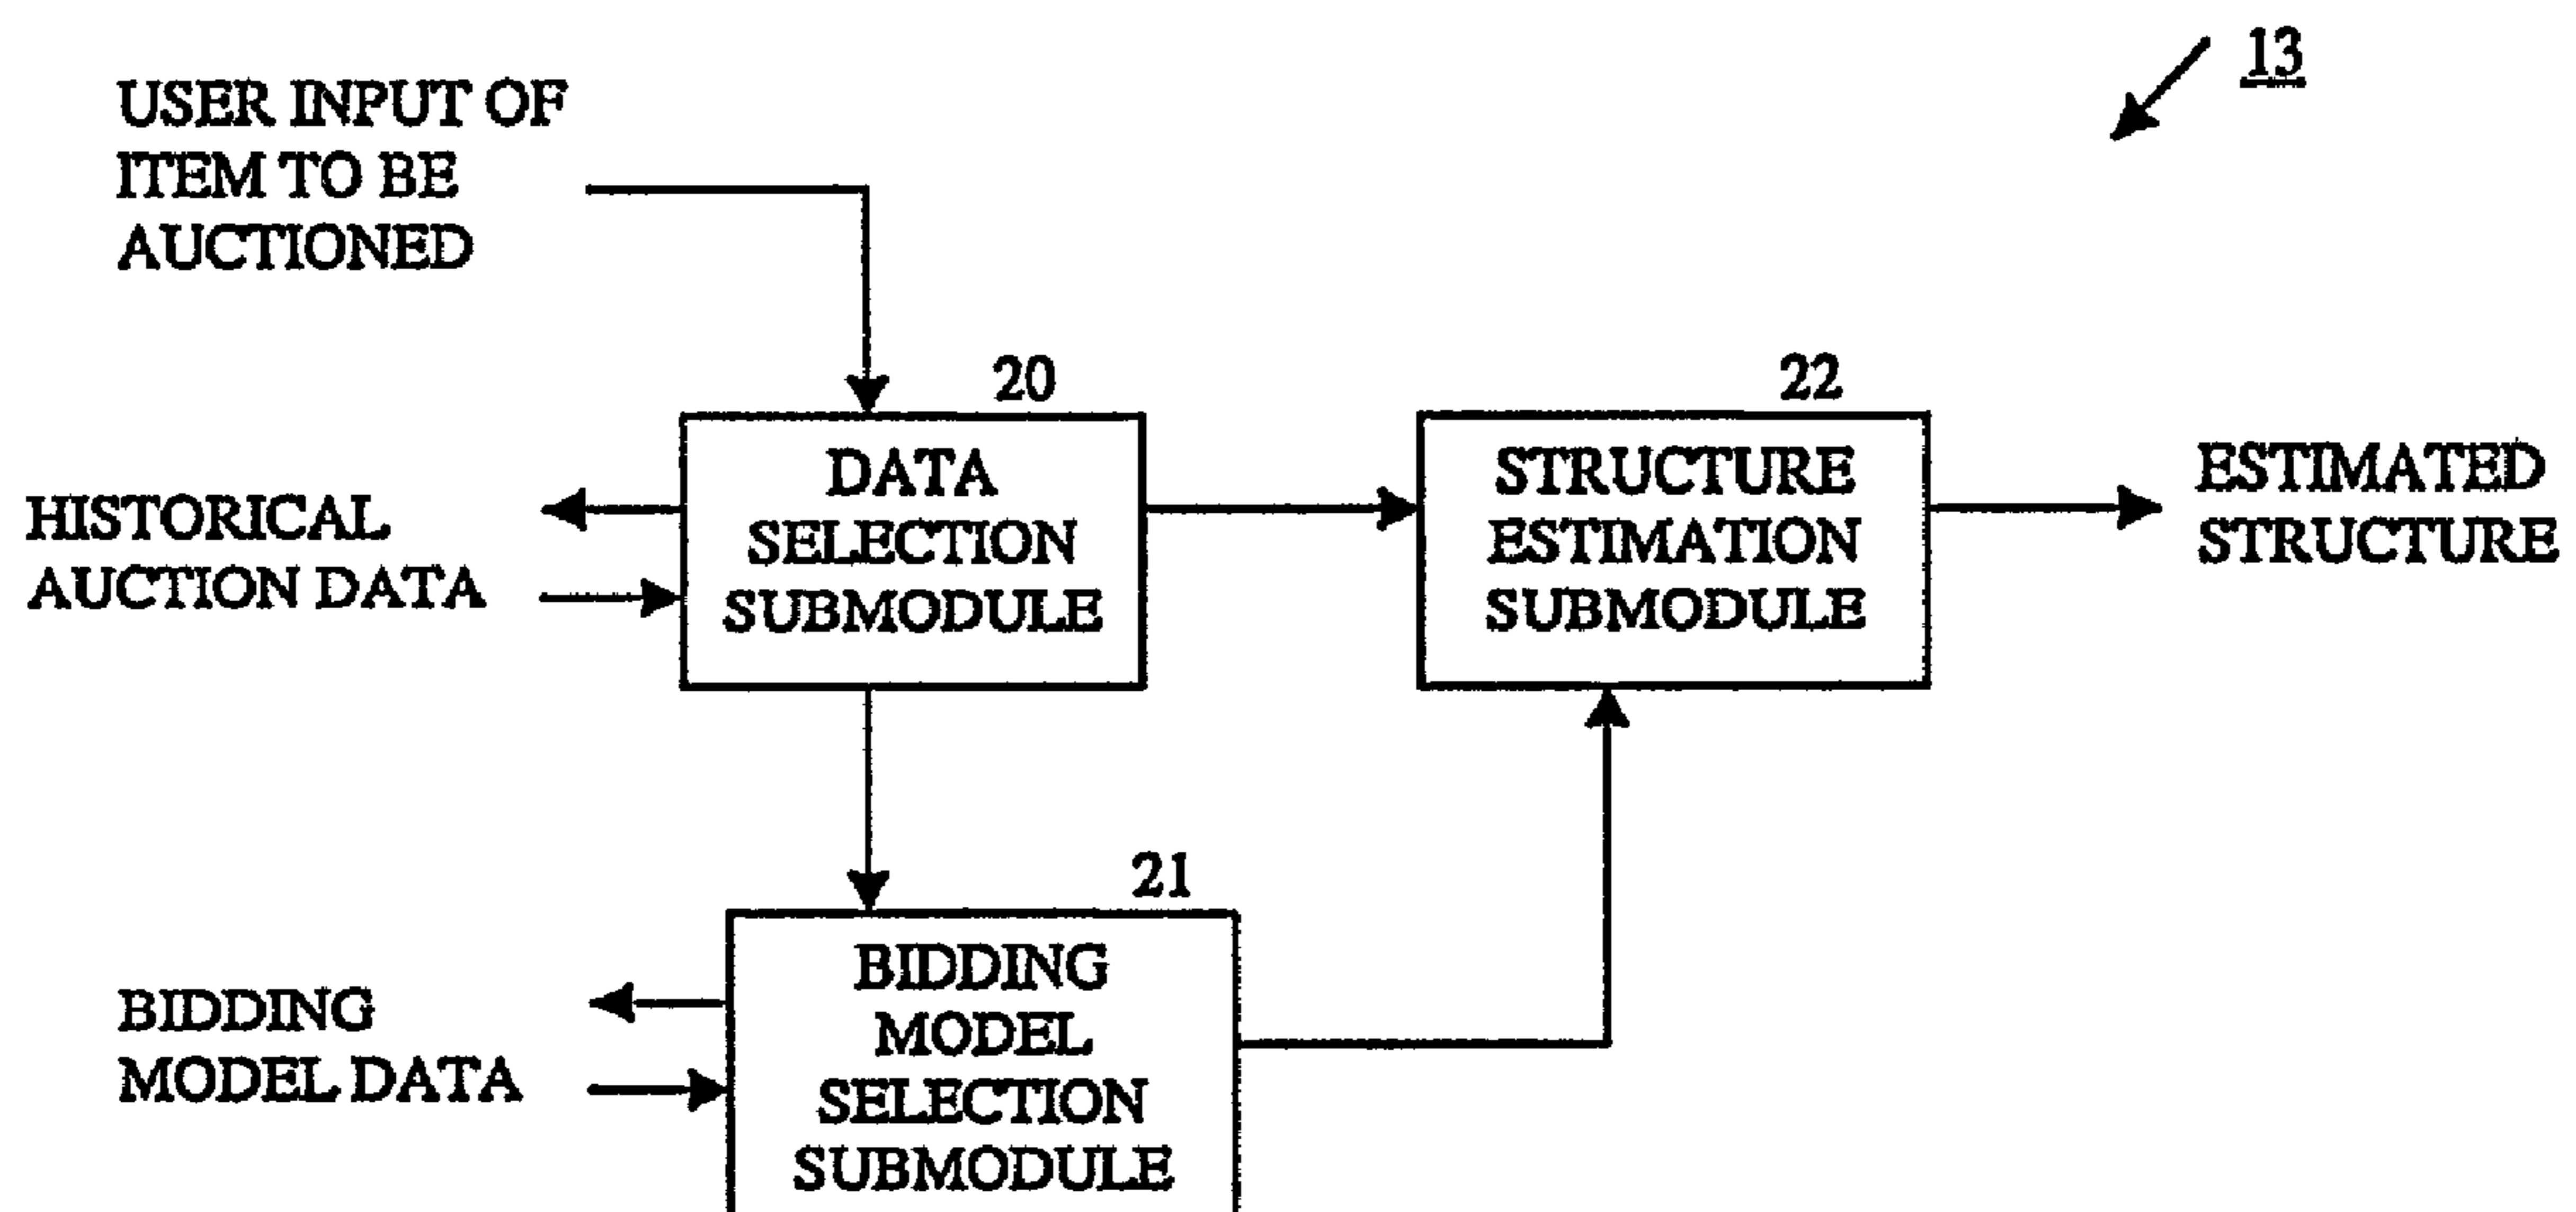 13
USER INPUT OF
ITEM TO BE
AUCTIONED
20
22
DATA
SELECTION
SUBMODULE
STRUCTURE
ESTIMATION
SUBMODULE
ESTIMATED
STRUCTURE
HISTORICAL
AUCTION DATA
21
BIDDING
MODEL
SELECTION
SUBMODULE
BIDDING
MODEL DATA